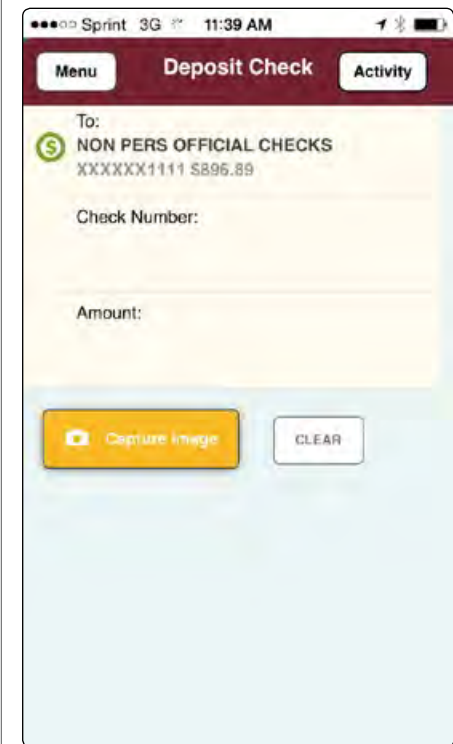 Sprint 3G 11:39 AM
Menu Deposit Check Activity
To:
NON PERS OFFICIAL CHECKS
XXXXXX1111 $896.89
Check Number:
Amount:
Capture Image CLEAR